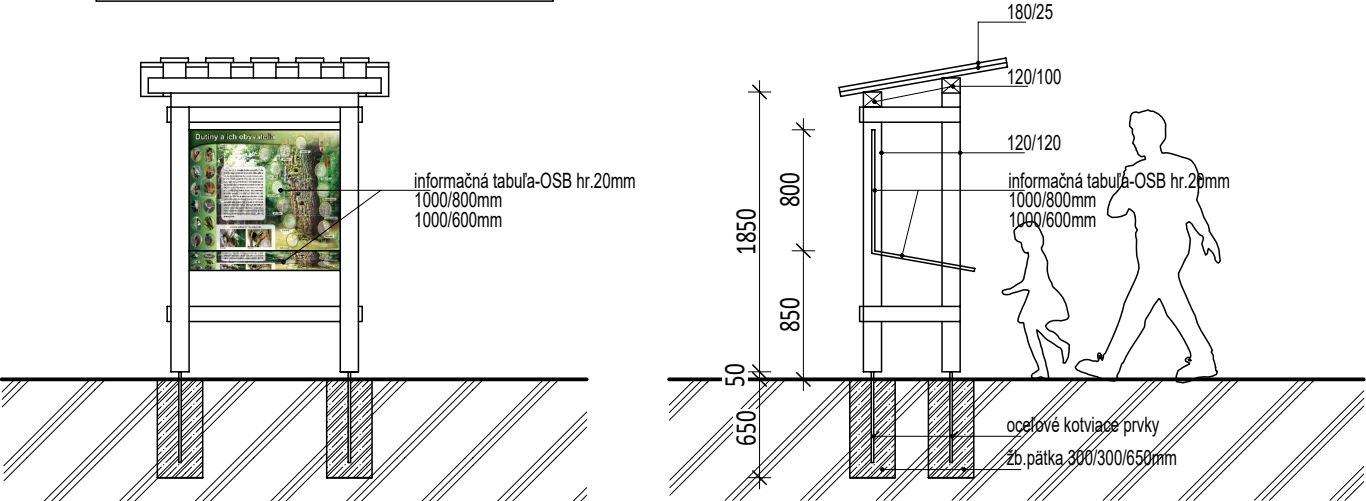 Dutiny a ich obyvatelia
informačná tabuľa-OSB hr.20mm
1000/800mm
1000/600mm
180/25
120/100
120/120
informačná tabuľa-OSB hr.20mm
1000/800mm
1000/600mm
1850
800
850
50
650
oceľové kotviace prvky
žb.pätka 300/300/650mm